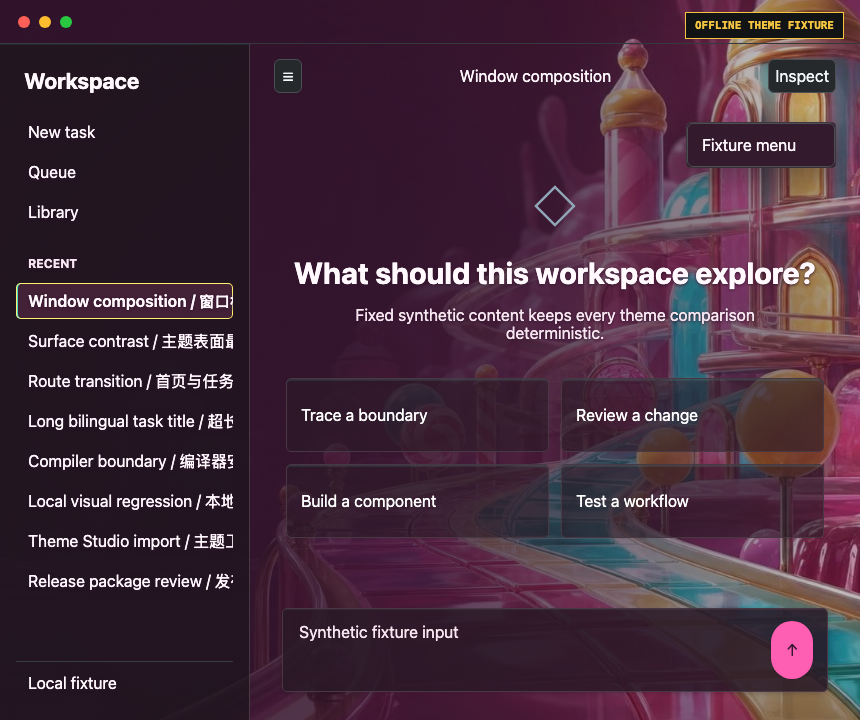 OFFLINE THEME FIXTURE
Workspace
New task
Queue
Library
RECENT
Window composition / 窗口
Surface contrast / 主题表面
Route transition / 首页与任务
Long bilingual task title / 超长
Compiler boundary / 编译器
Local visual regression / 本地
Theme Studio import / 主题
Release package review / 发
Local fixture
Window composition
Inspect
Fixture menu
What should this workspace explore?
Fixed synthetic content keeps every theme comparison
deterministic.
Trace a boundary
Review a change
Build a component
Test a workflow
Synthetic fixture input